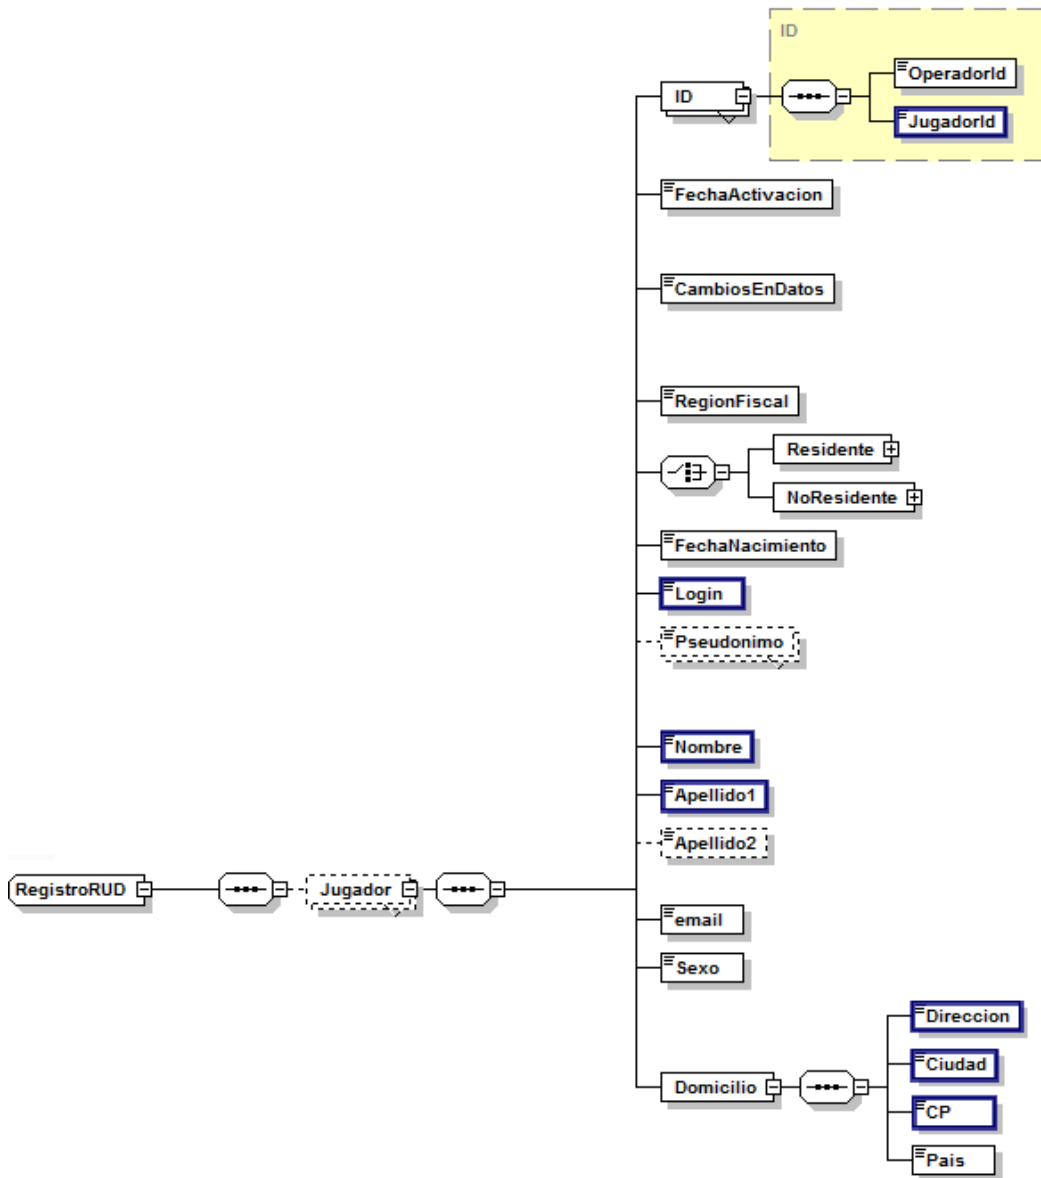 ID
OperadorId
ID
JugadorId
FechaActivacion
CambiosEnDatos
RegionFiscal
Residente
NoResidente
FechaNacimiento
Login
Pseudonimo
Nombre
Apellido1
Apellido2
RegistroRUD
Jugador
email
Sexo
Direccion
Ciudad
Domicilio
CP
Pais